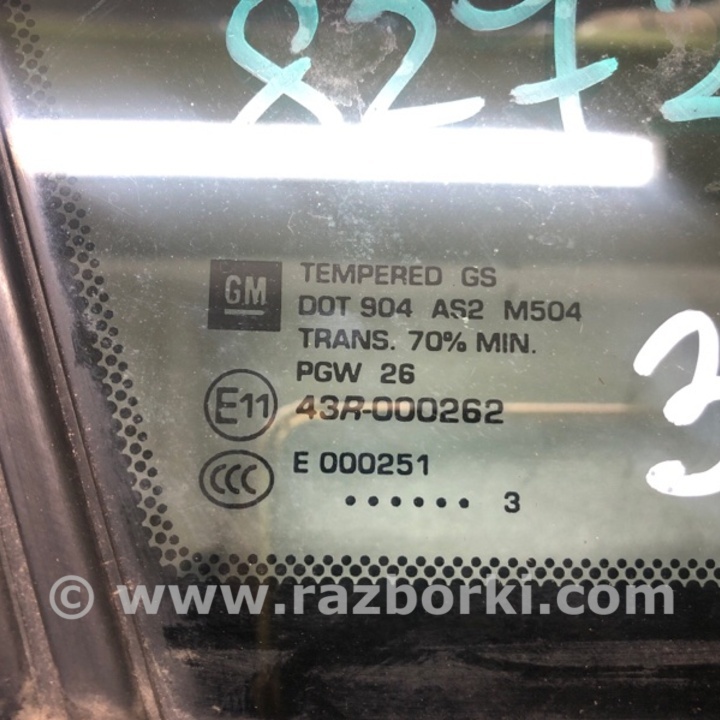 8272
GM
TEMPERED GS
DOT 904 AS2 M504
TRANS. 70% MIN.
PGW 26
E11
43R-000262
CCC
E 000251
•••••• 3
3
© www.razborki.com